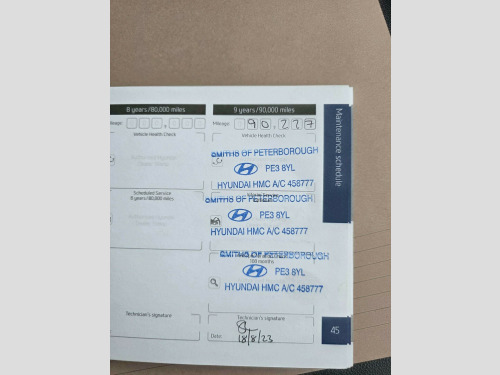 8 years/80,000 miles
9 years/90,000 miles
Mileage
Mileage 90,227
Vehicle Health Check
Vehicle Health Check
SMITHS OF PETERBOROUGH
PE3 8YL
HYUNDAI HMC A/C 458777
Scheduled Service
8 years/80,000 miles
SMITHS OF PETERBOROUGH
PE3 8YL
HYUNDAI HMC A/C 458777
SMITHS OF PETERBOROUGH
PE3 8YL
HYUNDAI HMC A/C 458777
Technician's signature
Technician's signature
Date
18/8/23
Maintenance schedule
45